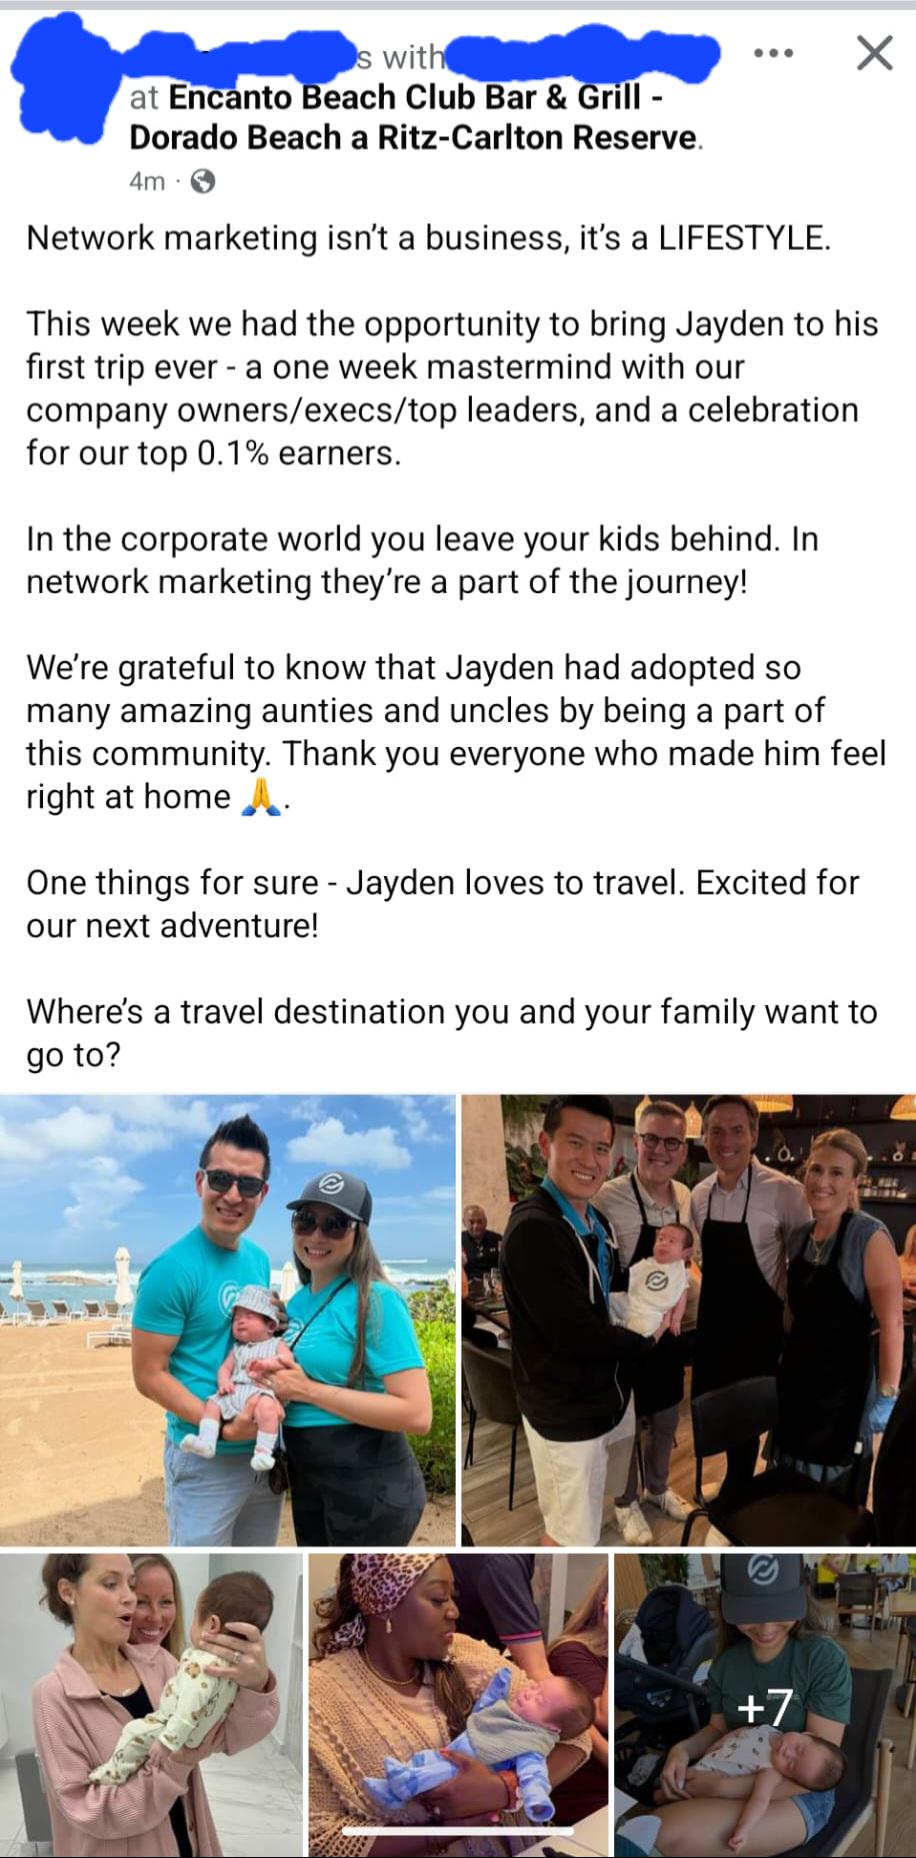 s with
at Encanto Beach Club Bar & Grill -
Dorado Beach a Ritz-Carlton Reserve.
4m ·
Network marketing isn't a business, it's a LIFESTYLE.
This week we had the opportunity to bring Jayden to his
first trip ever - a one week mastermind with our
company owners/execs/top leaders, and a celebration
for our top 0.1% earners.
In the corporate world you leave your kids behind. In
network marketing they're a part of the journey!
We're grateful to know that Jayden had adopted so
many amazing aunties and uncles by being a part of
this community. Thank you everyone who made him feel
right at home 🙏.
One things for sure - Jayden loves to travel. Excited for
our next adventure!
Where's a travel destination you and your family want to
go to?
+7